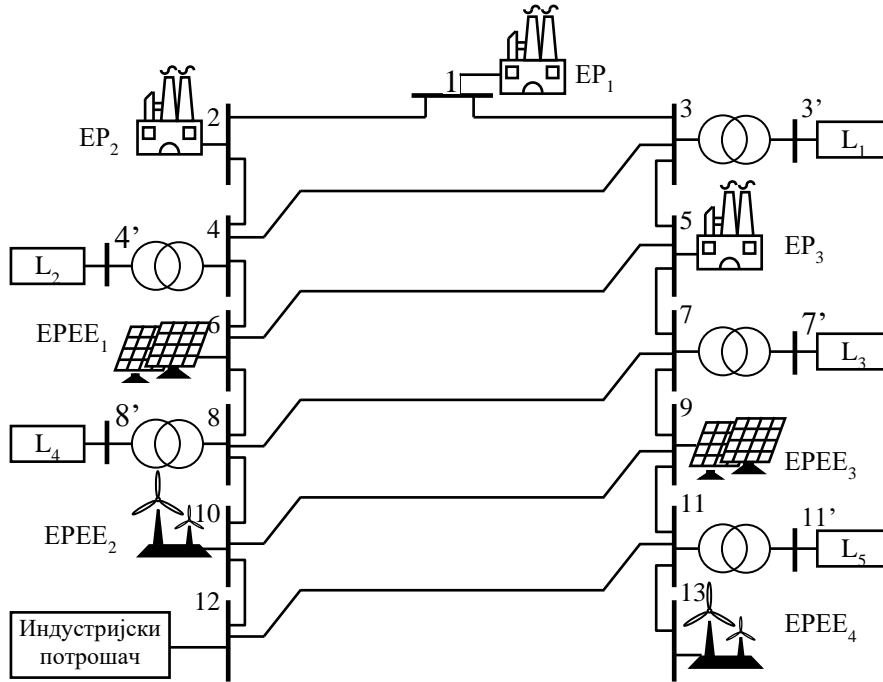 1
EP1
2
EP2
3
3’
L1
4
4’
L2
5
EP3
6
EPEE1
7
7’
L3
8
8’
L4
9
EPEE3
10
EPEE2
11
11’
L5
12
Индустријски
потрошач
13
EPEE4